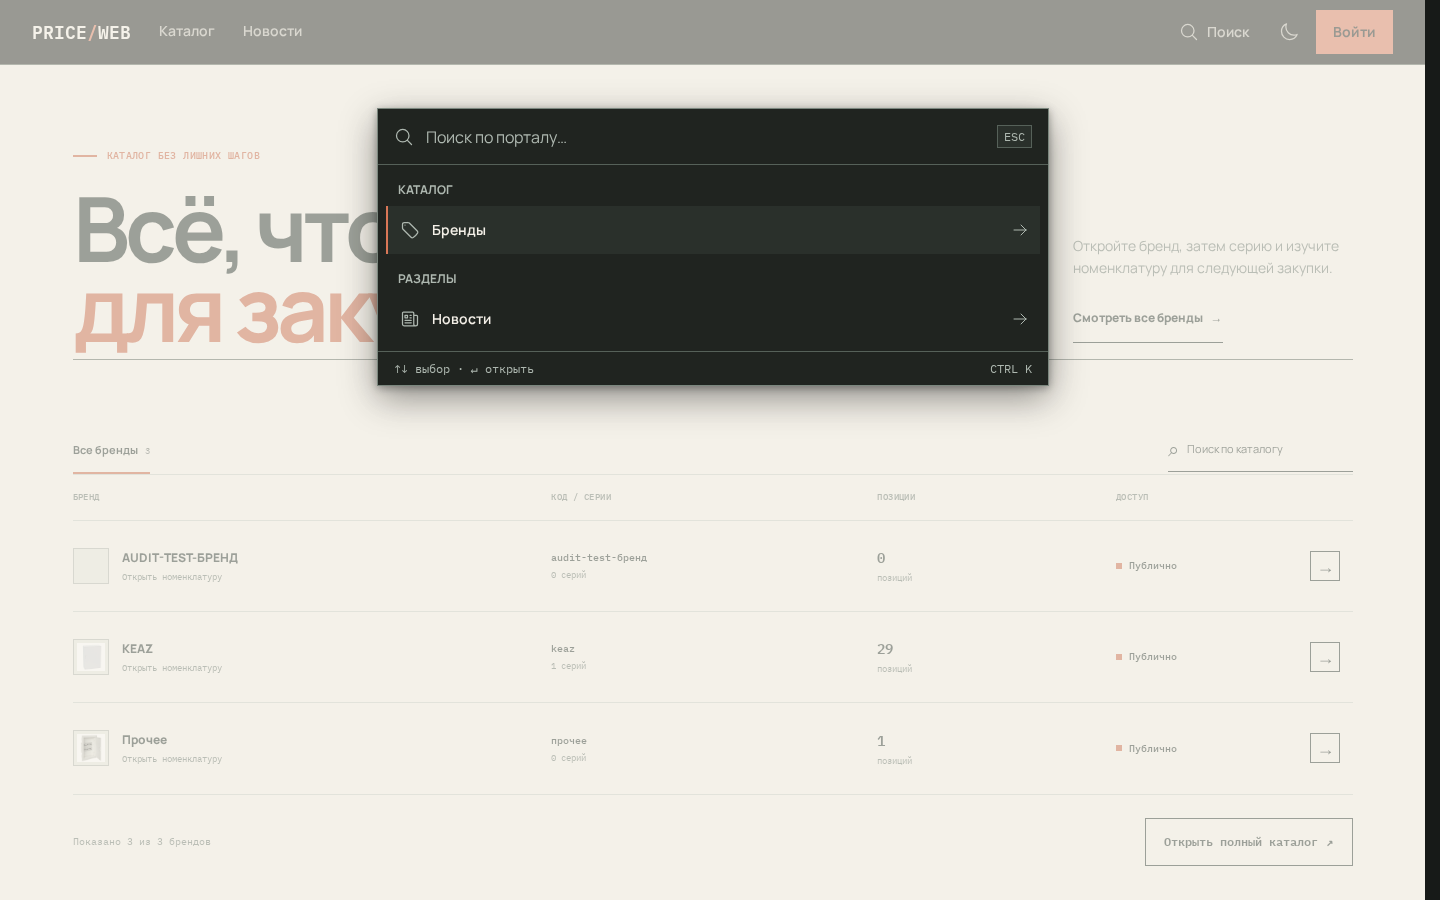 PRICE/WEB Каталог Новости Поиск Войти
Поиск по порталу… ESC
КАТАЛОГ
Бренды →
РАЗДЕЛЫ
Новости →
↑↓ выбор · ↵ открыть CTRL K
КАТАЛОГ БЕЗ ЛИШНИХ ШАГОВ
Всё, что
для заку
Откройте бренд, затем серию и изучите
номенклатуру для следующей закупки.
Смотреть все бренды →
Все бренды 3 Поиск по каталогу
БРЕНД КОД / СЕРИИ ПОЗИЦИИ ДОСТУП
AUDIT-TEST-БРЕНД audit-test-бренд 0 Публично →
Открыть номенклатуру 0 серий позиций
KEAZ keaz 29 Публично →
Открыть номенклатуру 1 серий позиций
Прочее прочее 1 Публично →
Открыть номенклатуру 0 серий позиций
Показано 3 из 3 брендов Открыть полный каталог ↗